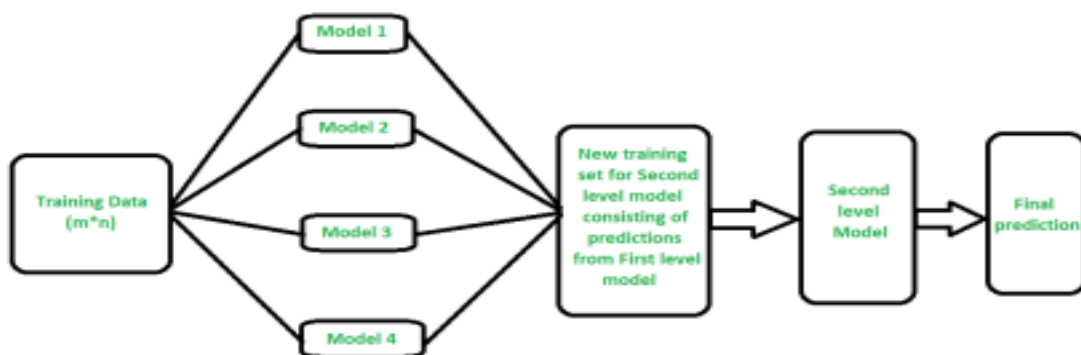 Model 1
Model 2
Training Data
(m*n)
Model 3
Model 4
New training
set for Second
level model
consisting of
predictions
from First level
model
Second
level
Model
Final
prediction